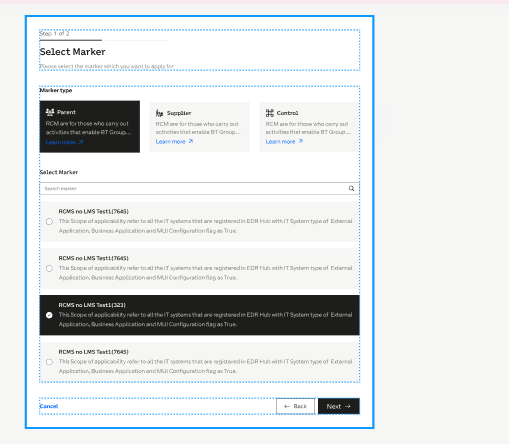 Step 1 of 2
Select Marker
Please select the marker which you want to apply for
Marker type
Parent
RCM are for those who carry out
activities that enable BT Group...
Learn more
Supplier
RCM are for those who carry out
activities that enable BT Group...
Learn more
Control
RCM are for those who carry out
activities that enable BT Group...
Learn more
Select Marker
Search marker
RCMS no LMS Test1(7645)
This Scope of applicability refer to all the IT systems that are registered in EDR Hub with IT System type of External
Application, Business Application and MUI Configuration flag as True.
RCMS no LMS Test1(7645)
This Scope of applicability refer to all the IT systems that are registered in EDR Hub with IT System type of External
Application, Business Application and MUI Configuration flag as True.
RCMS no LMS Test1(323)
This Scope of applicability refer to all the IT systems that are registered in EDR Hub with IT System type of External
Application, Business Application and MUI Configuration flag as True.
RCMS no LMS Test1(7645)
This Scope of applicability refer to all the IT systems that are registered in EDR Hub with IT System type of External
Application, Business Application and MUI Configuration flag as True.
Cancel
← Back
Next →